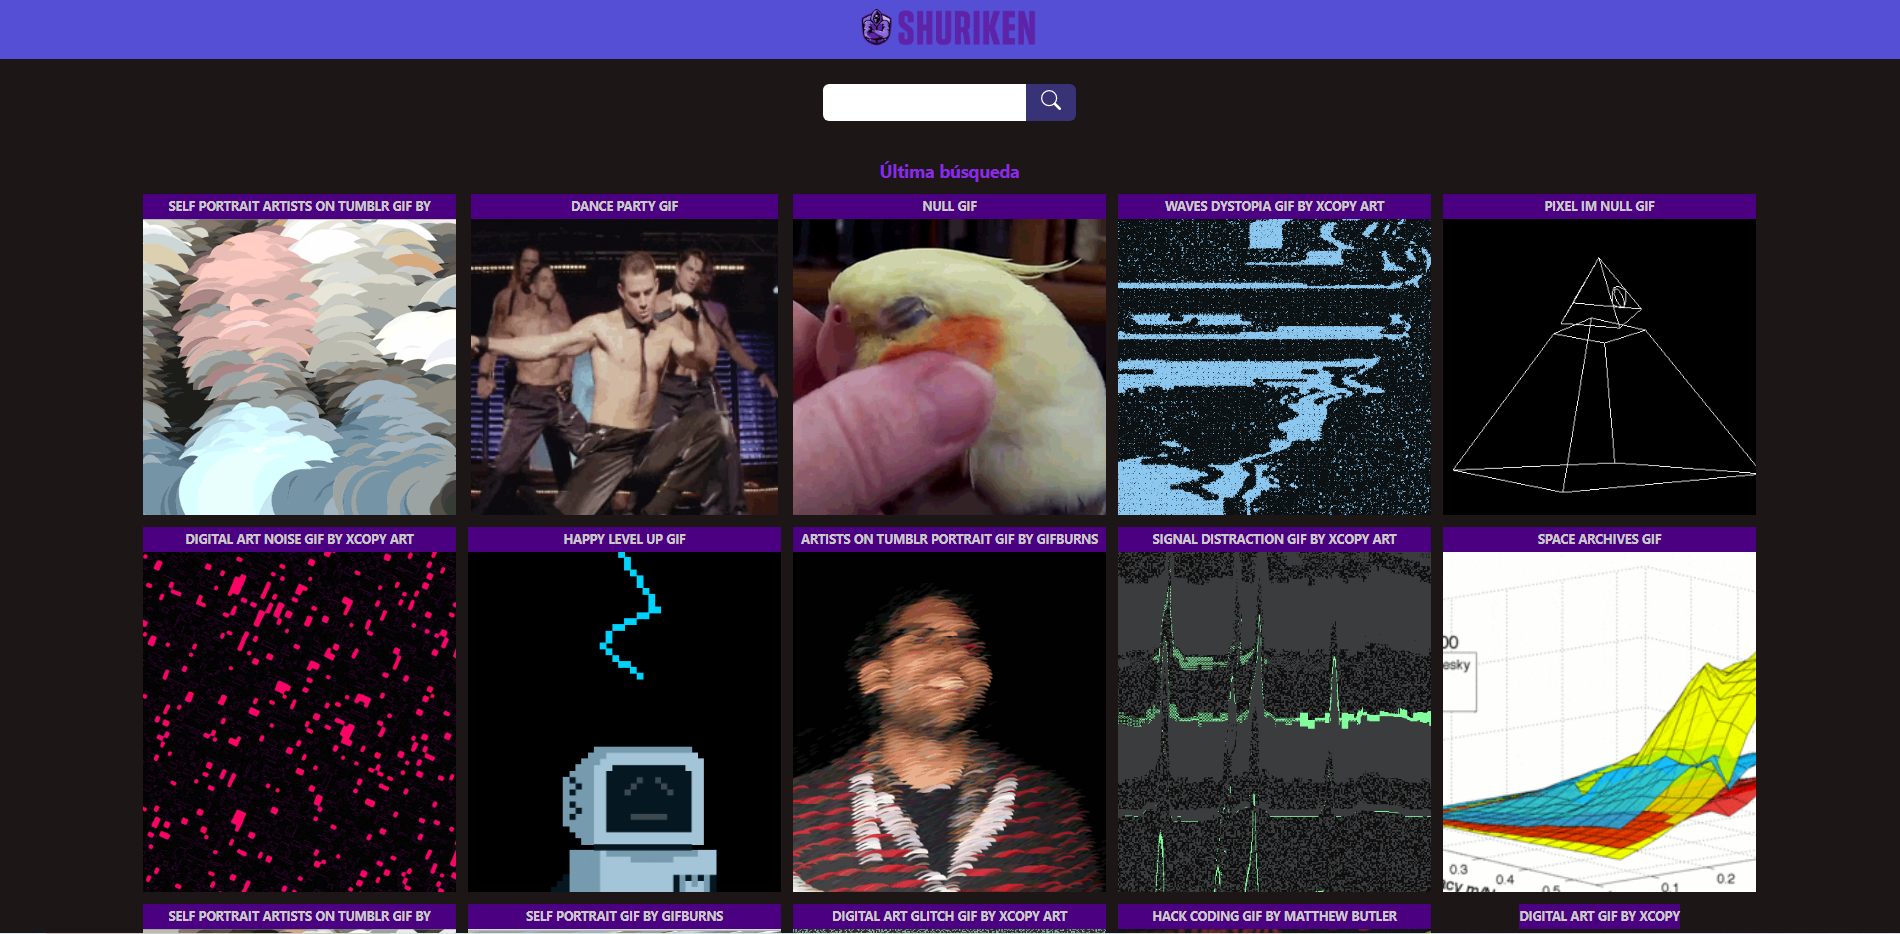 SHURIKEN
Última búsqueda
SELF PORTRAIT ARTISTS ON TUMBLR GIF BY
DANCE PARTY GIF
NULL GIF
WAVES DYSTOPIA GIF BY XCOPY ART
PIXEL IM NULL GIF
DIGITAL ART NOISE GIF BY XCOPY ART
HAPPY LEVEL UP GIF
ARTISTS ON TUMBLR PORTRAIT GIF BY GIFBURNS
SIGNAL DISTRACTION GIF BY XCOPY ART
SPACE ARCHIVES GIF
00
esky
0.3
0.4
0.5
0.1
0.2
SELF PORTRAIT ARTISTS ON TUMBLR GIF BY
SELF PORTRAIT GIF BY GIFBURNS
DIGITAL ART GLITCH GIF BY XCOPY ART
HACK CODING GIF BY MATTHEW BUTLER
DIGITAL ART GIF BY XCOPY